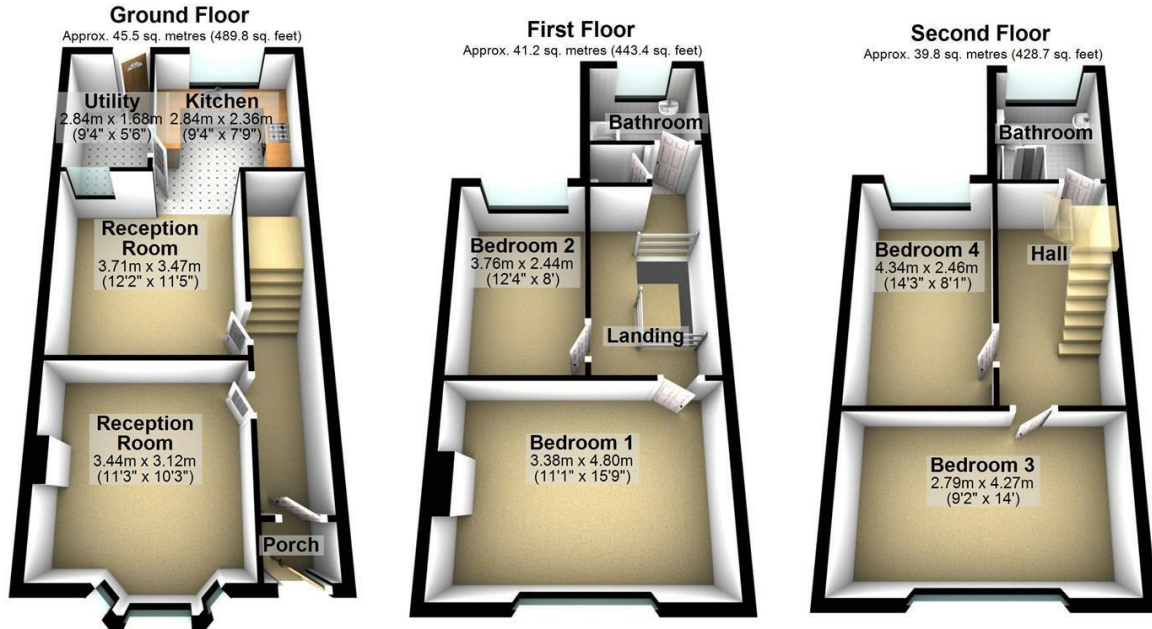 Ground Floor
Approx. 45.5 sq. metres (489.8 sq. feet)
Utility
2.84m x 1.68m
(9'4" x 5'6")
Kitchen
2.84m x 2.36m
(9'4" x 7'9")
Reception
Room
3.71m x 3.47m
(12'2" x 11'5")
Reception
Room
3.44m x 3.12m
(11'3" x 10'3")
Porch
First Floor
Approx. 41.2 sq. metres (443.4 sq. feet)
Bathroom
Bedroom 2
3.76m x 2.44m
(12'4" x 8')
Landing
Bedroom 1
3.38m x 4.80m
(11'1" x 15'9")
Second Floor
Approx. 39.8 sq. metres (428.7 sq. feet)
Bathroom
Bedroom 4
4.34m x 2.46m
(14'3" x 8'1")
Hall
Bedroom 3
2.79m x 4.27m
(9'2" x 14')